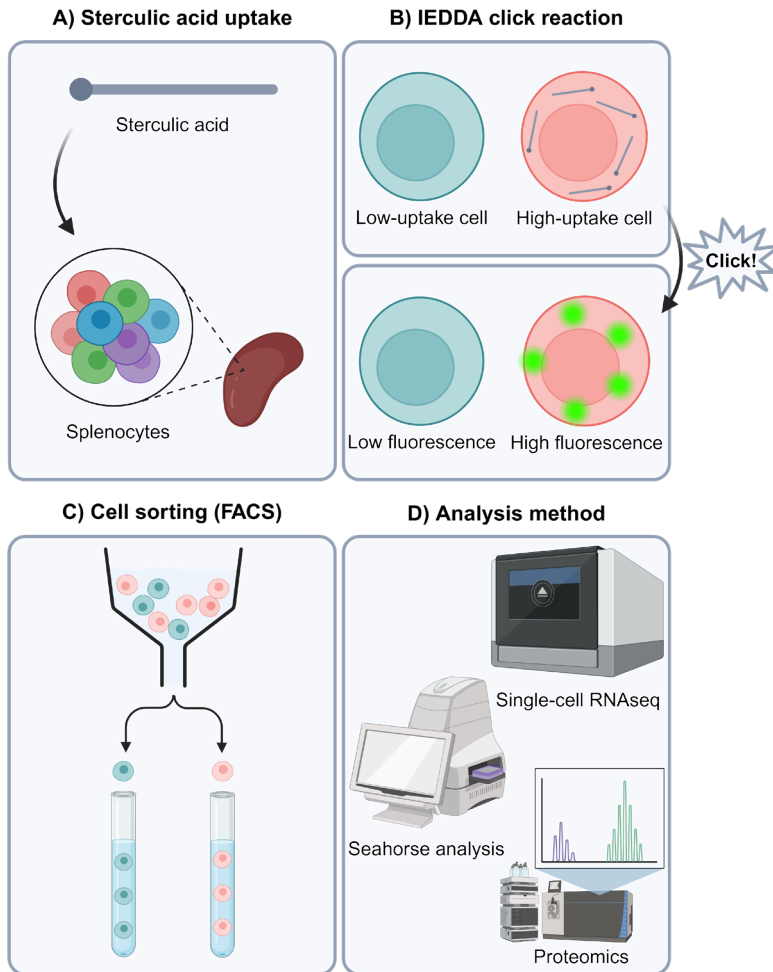 A) Sterculic acid uptake
Sterculic acid
Splenocytes
B) IEDDA click reaction
Low-uptake cell
High-uptake cell
Click!
Low fluorescence
High fluorescence
C) Cell sorting (FACS)
D) Analysis method
Single-cell RNAseq
Seahorse analysis
Proteomics